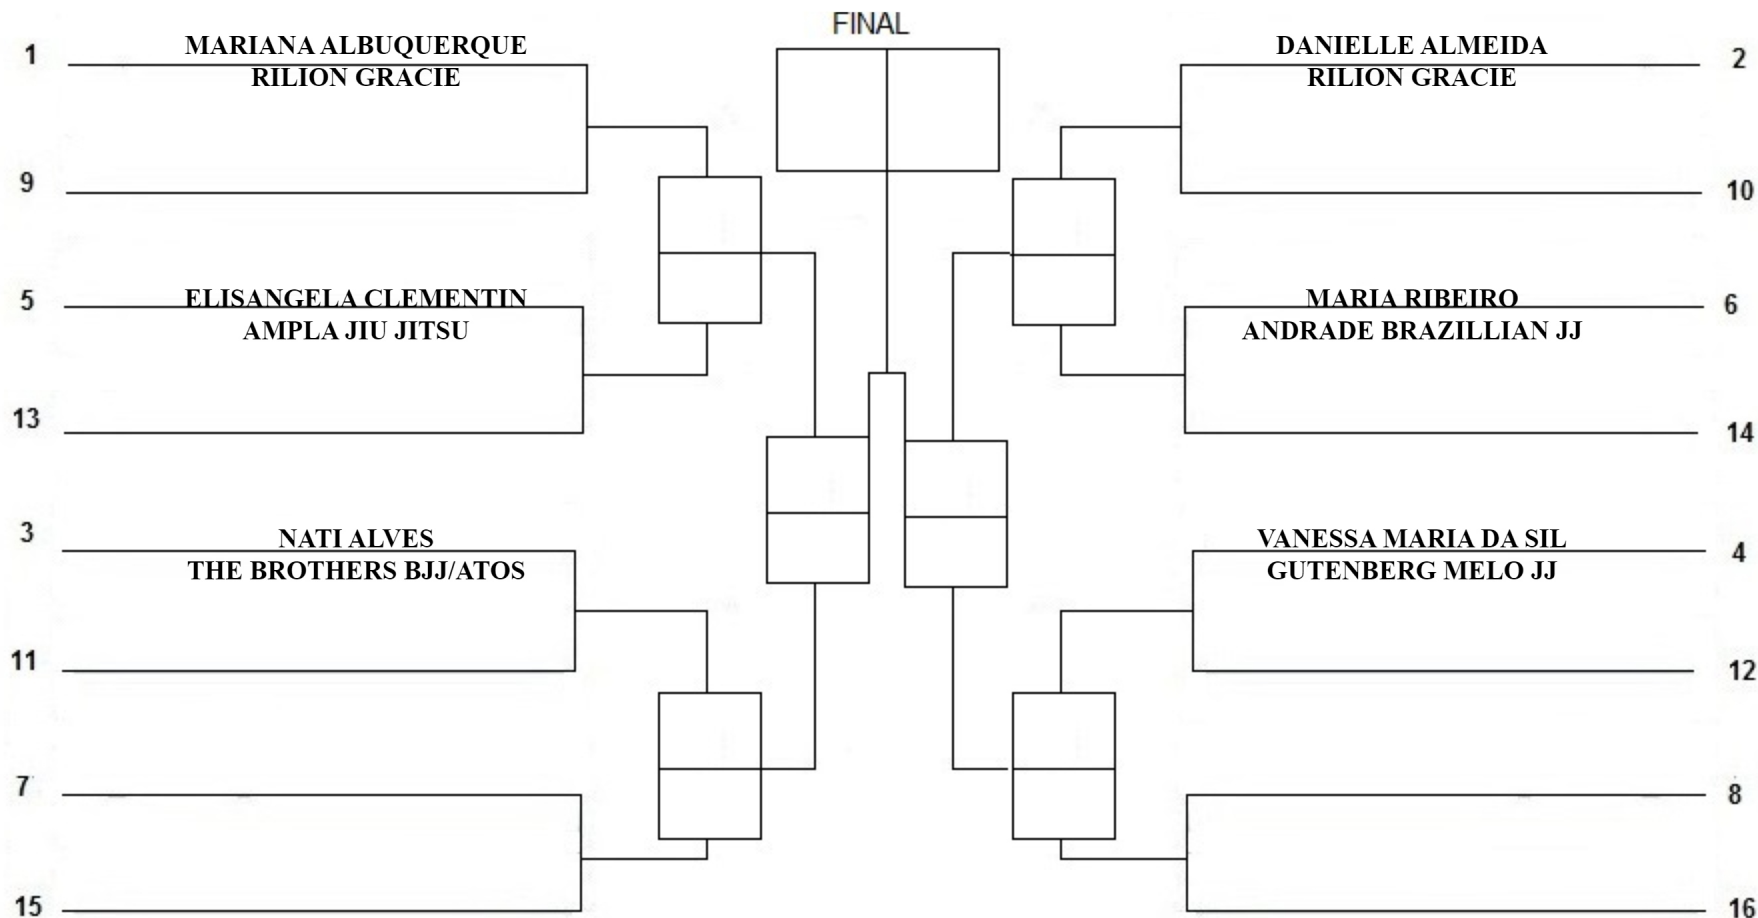 FINAL
1
MARIANA ALBUQUERQUE
RILION GRACIE
9
5
ELISANGELA CLEMENTIN
AMPLA JIU JITSU
13
3
NATI ALVES
THE BROTHERS BJJ/ATOS
11
7
15
DANIELLE ALMEIDA
RILION GRACIE
2
10
MARIA RIBEIRO
ANDRADE BRAZILLIAN JJ
6
14
VANESSA MARIA DA SIL
GUTENBERG MELO JJ
4
12
8
16